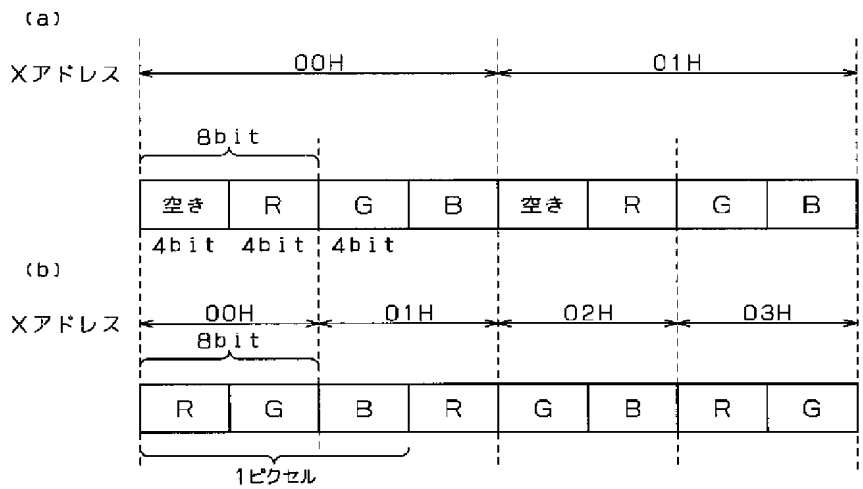 (a)
Xアドレス 00H 01H
8bit
空き R G B 空き R G B
4bit 4bit 4bit
(b)
Xアドレス 00H 01H 02H 03H
8bit
R G B R G B R G
1ピクセル